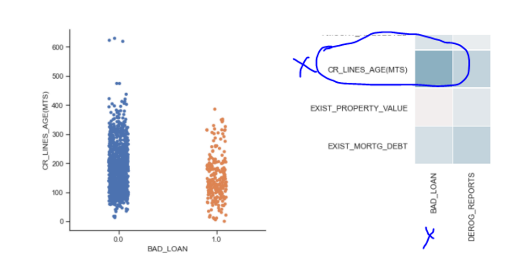 600
500
400
300
200
100
0
CR_LINES_AGE(MTS)
0.0
1.0
BAD_LOAN
CR_LINES_AGE(MTS)
EXIST_PROPERTY_VALUE
EXIST_MORTG_DEBT
BAD_LOAN
DEROG_REPORTS
X
X